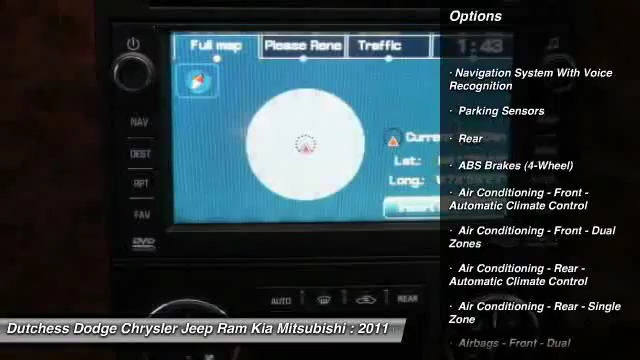 Options
Full map
Please Rene
Traffic
1:43
· Navigation System With Voice
Recognition
· Parking Sensors
NAV
· Rear
Lat:
DEST
· ABS Brakes (4-Wheel)
Long:
RPT
· Air Conditioning - Front -
Automatic Climate Control
FAV
· Air Conditioning - Front - Dual
Zones
DVD
· Air Conditioning - Rear -
Automatic Climate Control
AUTO
REAR
· Air Conditioning - Rear - Single
Zone
Dutchess Dodge Chrysler Jeep Ram Kia Mitsubishi : 2011
· Airbags - Front - Dual